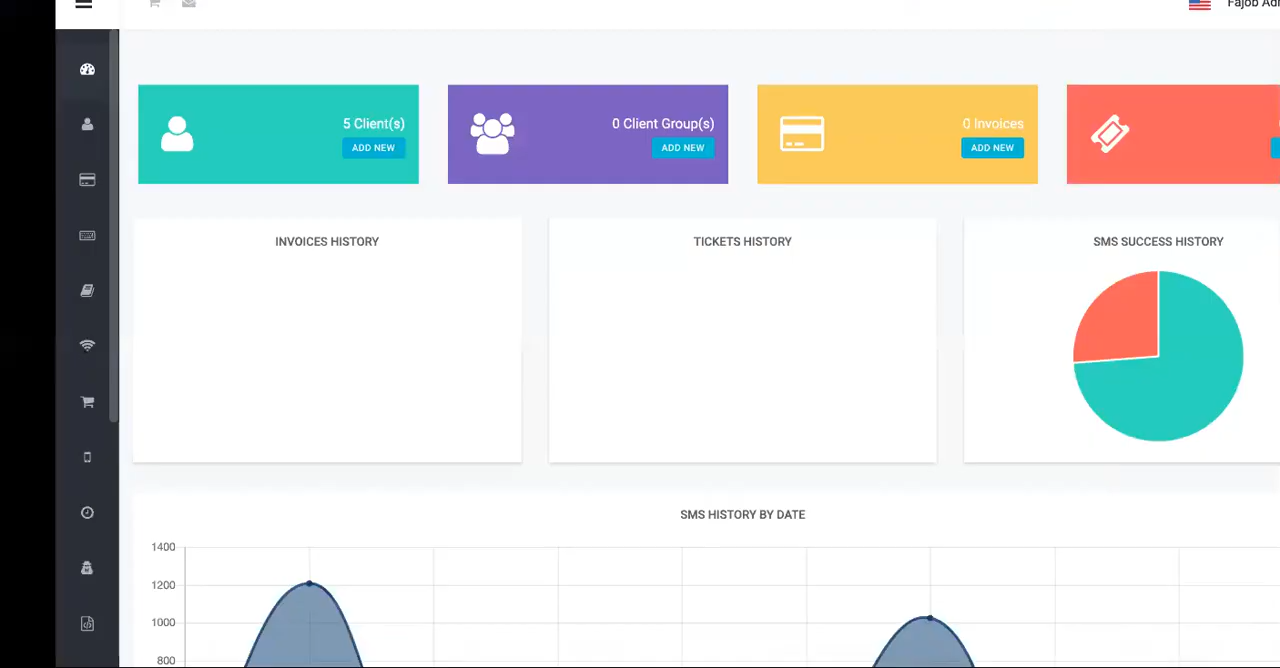 Fajob Adm
5 Client(s)
ADD NEW
0 Client Group(s)
ADD NEW
0 Invoices
ADD NEW
INVOICES HISTORY
TICKETS HISTORY
SMS SUCCESS HISTORY
SMS HISTORY BY DATE
1400
1200
1000
800